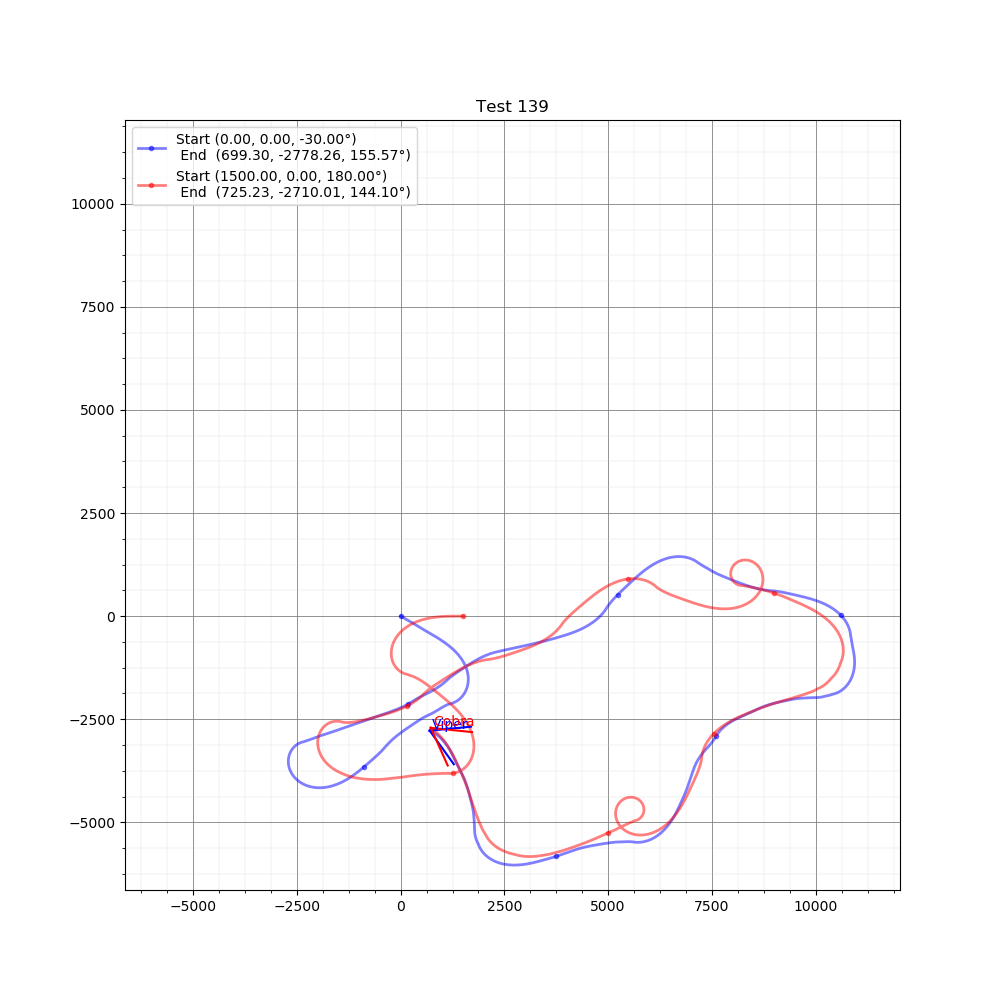 Test 139
Start (0.00, 0.00, -30.00°)
End (699.30, -2778.26, 155.57°)
Start (1500.00, 0.00, 180.00°)
End (725.23, -2710.01, 144.10°)
10000
7500
5000
2500
0
−2500
−5000
Cobra
Viper
−5000
−2500
0
2500
5000
7500
10000